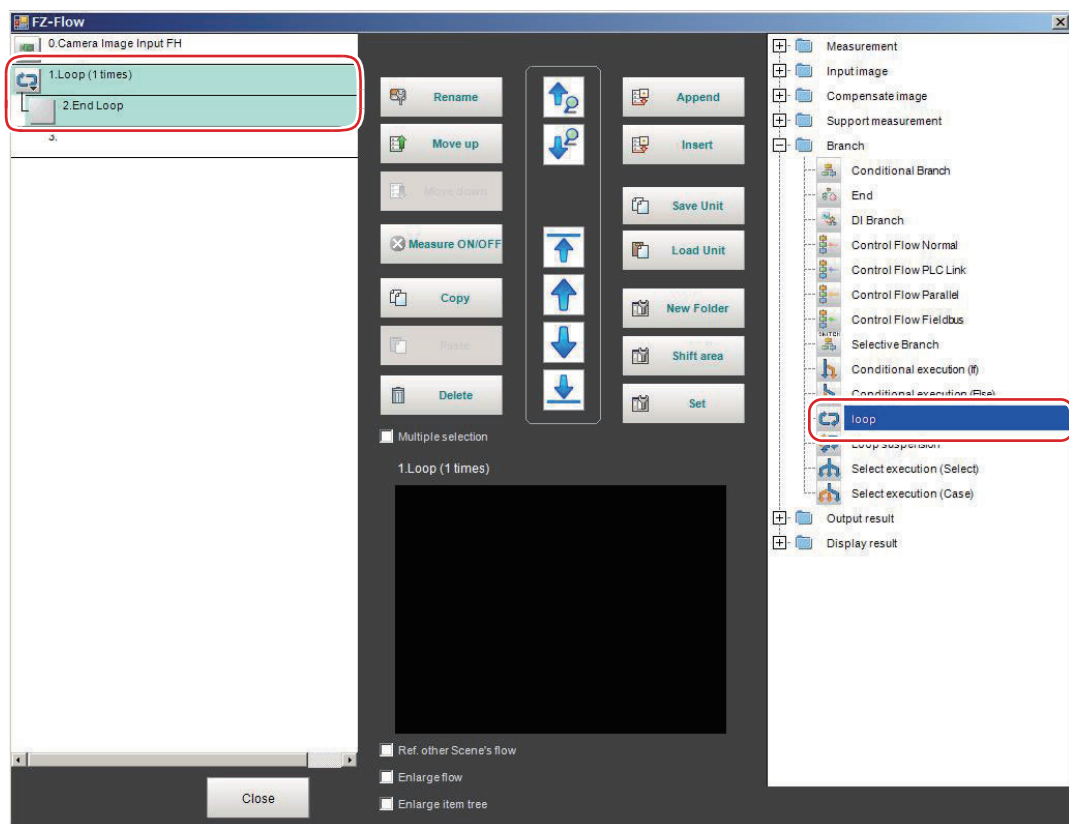 FZ-Flow
0.Camera Image Input FH
1.Loop (1 times)
2.End Loop
3.
Rename
Move up
Move down
Measure ON/OFF
Copy
Paste
Delete
Append
Insert
Save Unit
Load Unit
New Folder
Shift area
Set
Multiple selection
1.Loop (1 times)
Ref. other Scene's flow
Enlarge flow
Enlarge item tree
Close
Measurement
Input image
Compensate image
Support measurement
Branch
Conditional Branch
End
DI Branch
Control Flow Normal
Control Flow PLC Link
Control Flow Parallel
Control Flow Fieldbus
Selective Branch
Conditional execution (If)
Conditional execution (Else)
loop
Loop suspension
Select execution (Select)
Select execution (Case)
Output result
Display result